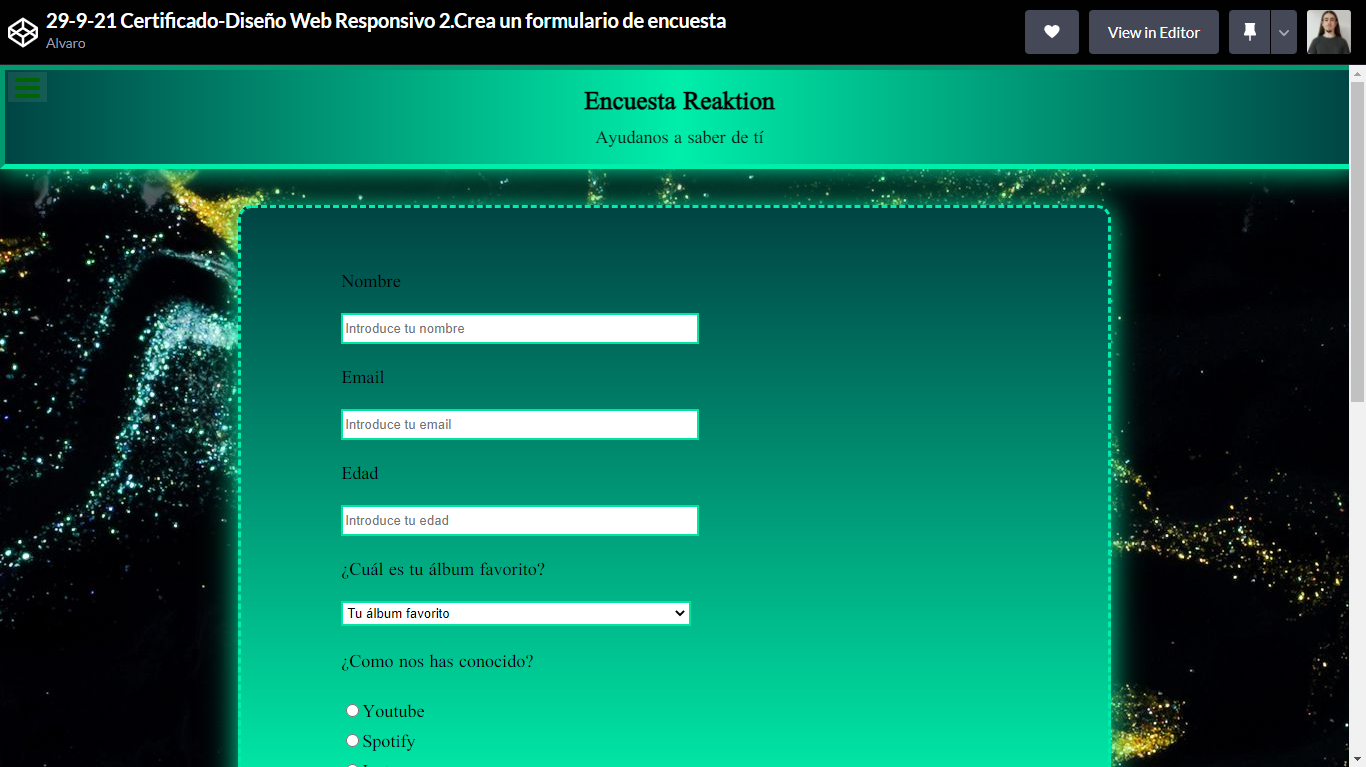 29-9-21 Certificado-Diseño Web Responsivo 2.Crea un formulario de encuesta
Alvaro
View in Editor
Encuesta Reaktion
Ayudanos a saber de tí
Nombre
Introduce tu nombre
Email
Introduce tu email
Edad
Introduce tu edad
¿Cuál es tu álbum favorito?
Tu álbum favorito
¿Como nos has conocido?
Youtube
Spotify